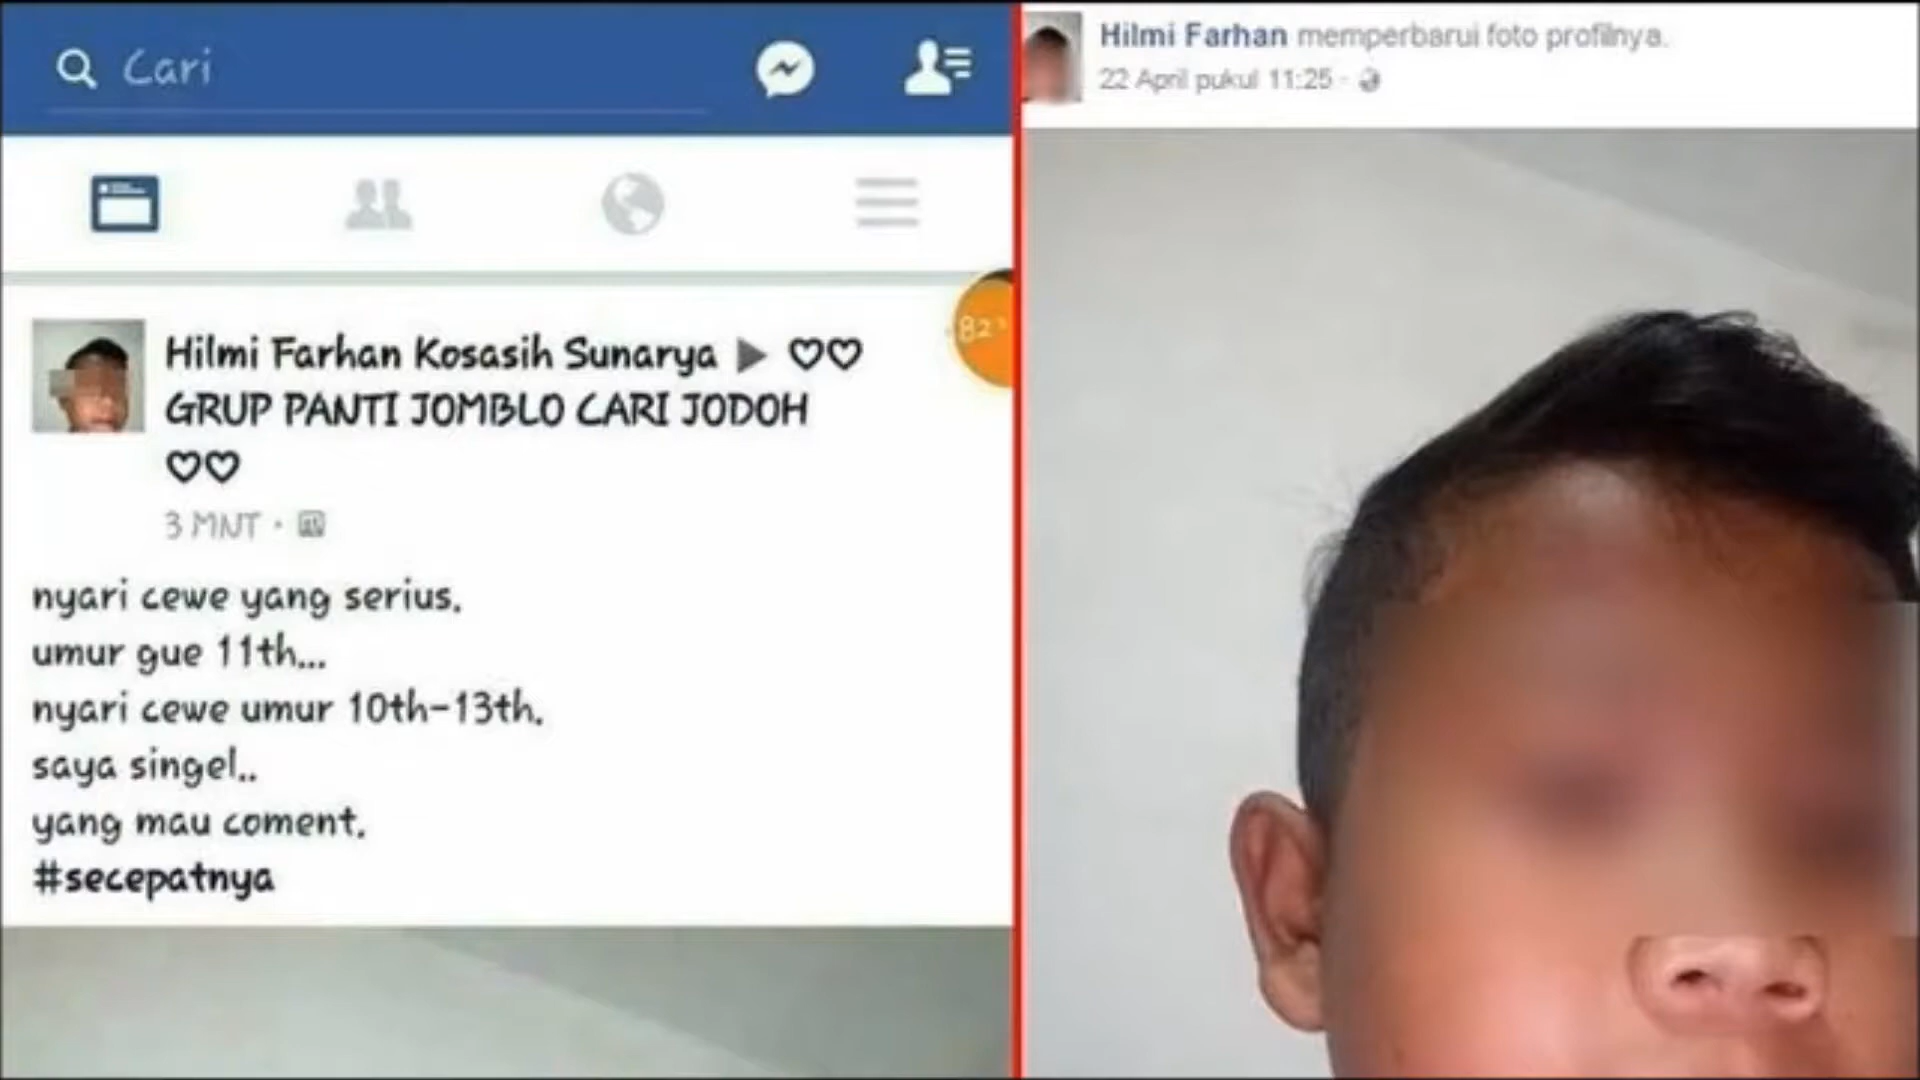 Cari
Hilmi Farhan Kosasih Sunarya ▶ ♡♡
GRUP PANTI JOMBLO CARI JODOH
♡♡
3 MNT ·
nyari cewe yang serius.
umur gue 11th...
nyari cewe umur 10th-13th.
saya singel..
yang mau coment.
#secepatnya
82%
Hilmi Farhan memperbarui foto profilnya.
22 April pukul 11:25 ·